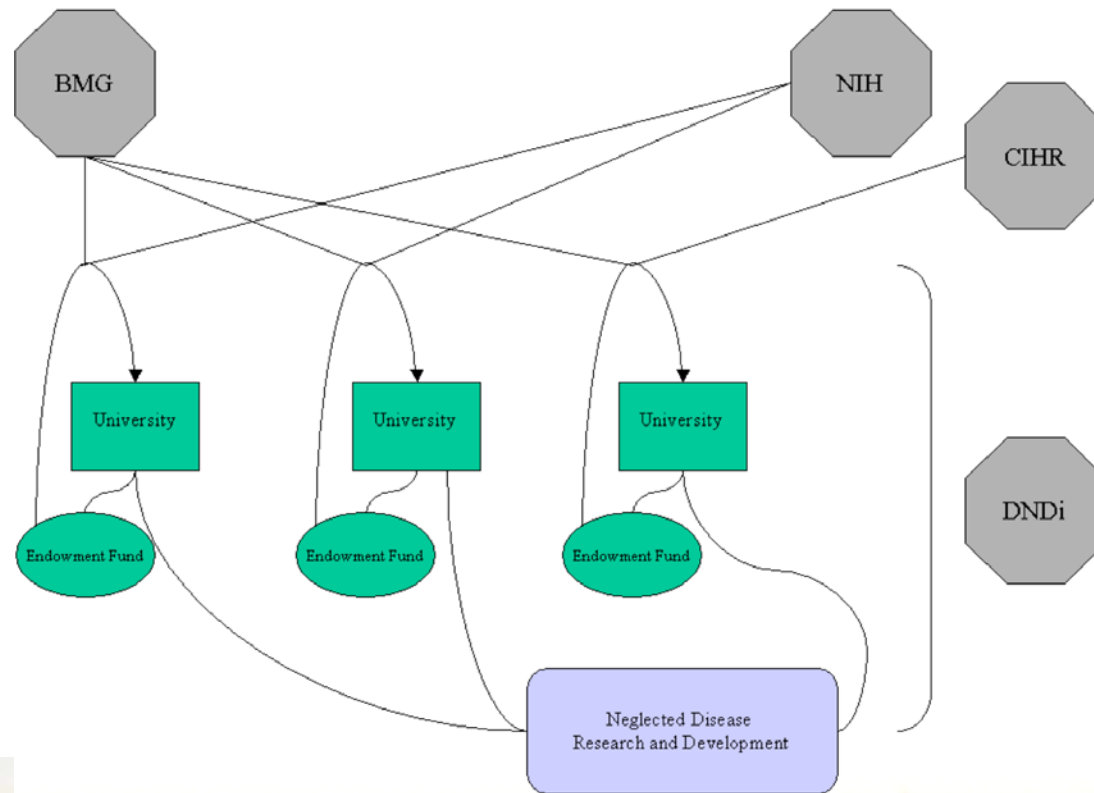 BMG
NIH
CIHR
University
University
University
Endowment Fund
Endowment Fund
Endowment Fund
DNDi
Neglected Disease
Research and Development